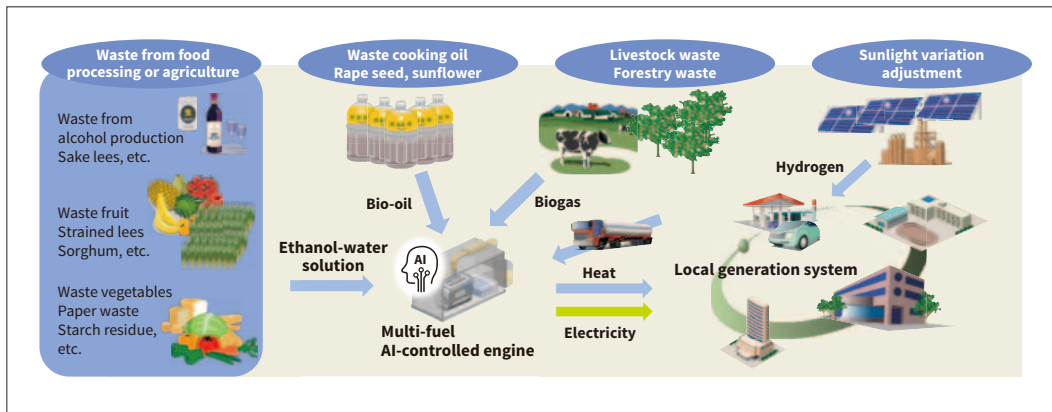 Waste from food
processing or agriculture
Waste from
alcohol production
Sake lees, etc.
Waste fruit
Strained lees
Sorghum, etc.
Waste vegetables
Paper waste
Starch residue,
etc.
Waste cooking oil
Rape seed, sunflower
Livestock waste
Forestry waste
Sunlight variation
adjustment
Hydrogen
Bio-oil
Biogas
Ethanol-water
solution
AI
Heat
Electricity
Multi-fuel
AI-controlled engine
Local generation system